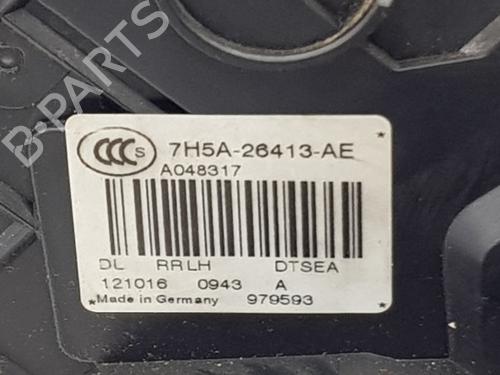 B-PARTS
CCC S 7H5A-26413-AE
A048317
DL RRLH DTSEA
121016 0943 A
Made in Germany 979593